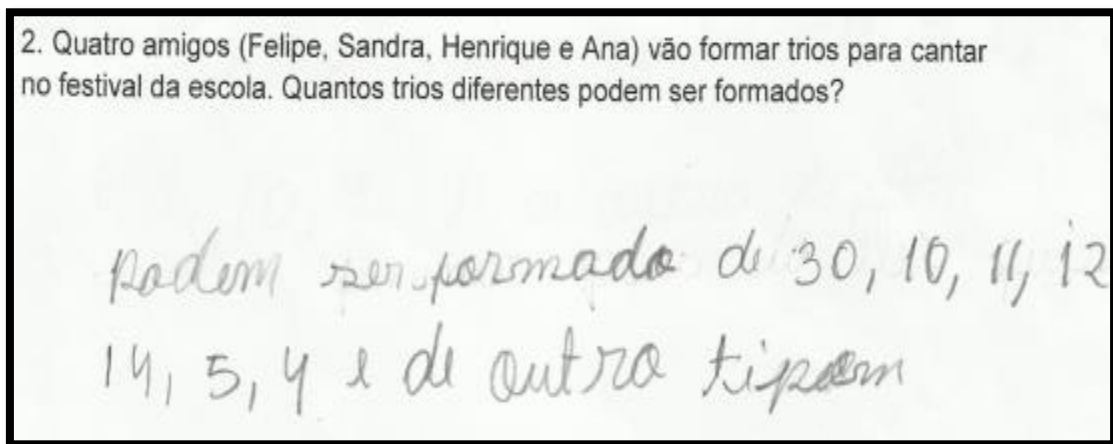 2. Quatro amigos (Felipe, Sandra, Henrique e Ana) vão formar trios para cantar
no festival da escola. Quantos trios diferentes podem ser formados?
podem ser formado de 30, 10, 11, 12
14, 5, 4 e de outro tipom